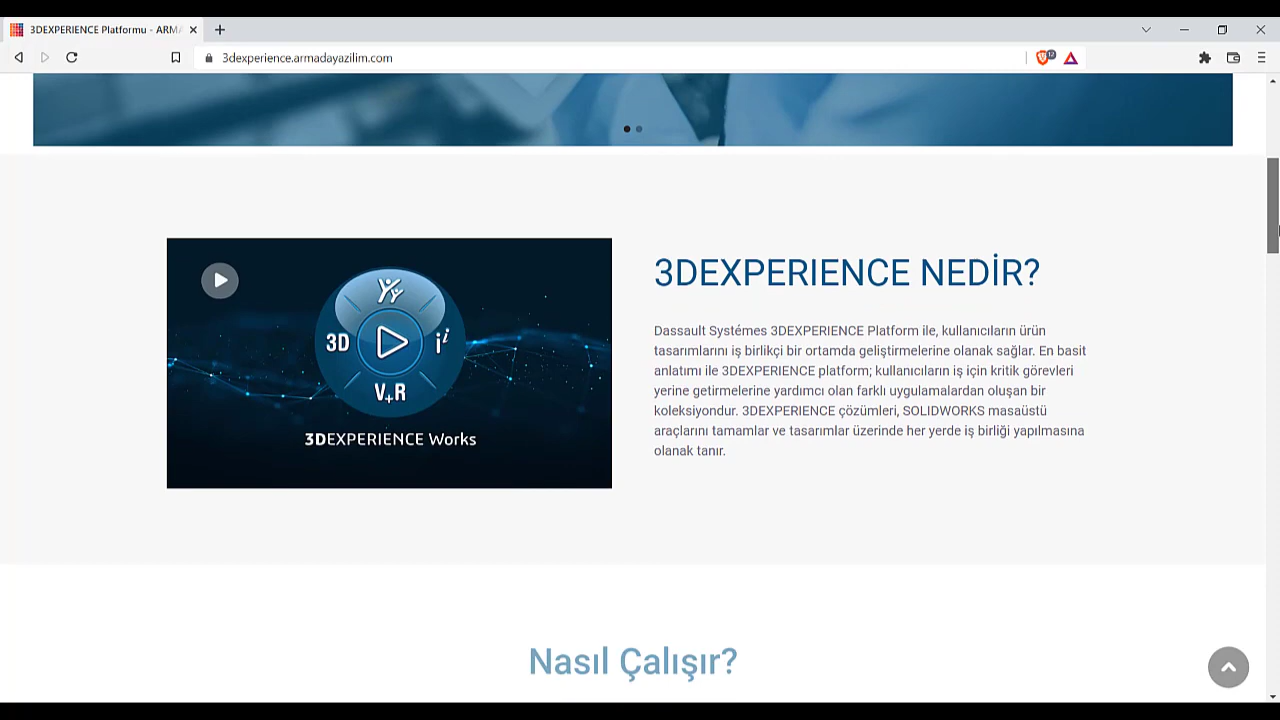 3DEXPERIENCE Platformu - ARMA
3dexperience.armadayazilim.com
12
3DEXPERIENCE NEDİR?
Dassault Systémes 3DEXPERIENCE Platform ile, kullanıcıların ürün
tasarımlarını iş birlikçi bir ortamda geliştirmelerine olanak sağlar. En basit
anlatımı ile 3DEXPERIENCE platform; kullanıcıların iş için kritik görevleri
yerine getirmelerine yardımcı olan farklı uygulamalardan oluşan bir
koleksiyondur. 3DEXPERIENCE çözümleri, SOLIDWORKS masaüstü
araçlarını tamamlar ve tasarımlar üzerinde her yerde iş birliği yapılmasına
olanak tanır.
3D
i
V+R
3DEXPERIENCE Works
Nasıl Çalışır?